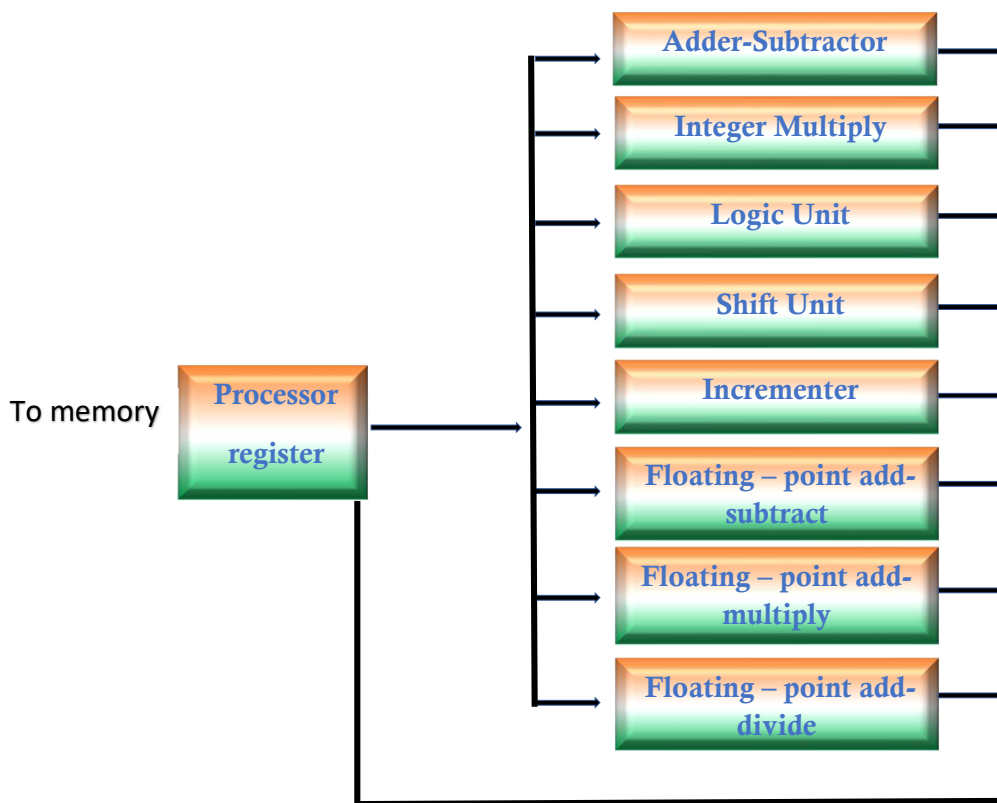 Adder-Subtractor
Integer Multiply
Logic Unit
Shift Unit
Incrementer
To memory
Processor
register
Floating – point add-
subtract
Floating – point add-
multiply
Floating – point add-
divide